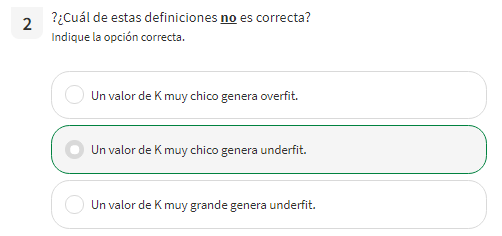 2
?¿Cuál de estas definiciones no es correcta?
Indique la opción correcta.
Un valor de K muy chico genera overfit.
Un valor de K muy chico genera underfit.
Un valor de K muy grande genera underfit.